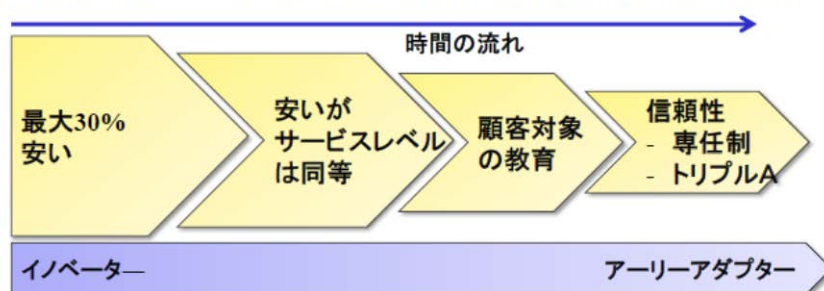 時間の流れ
最大30%
安い
安いが
サービスレベル
は同等
顧客対象
の教育
信頼性
- 専任制
- トリプルA
イノベーター
アーリーアダプター